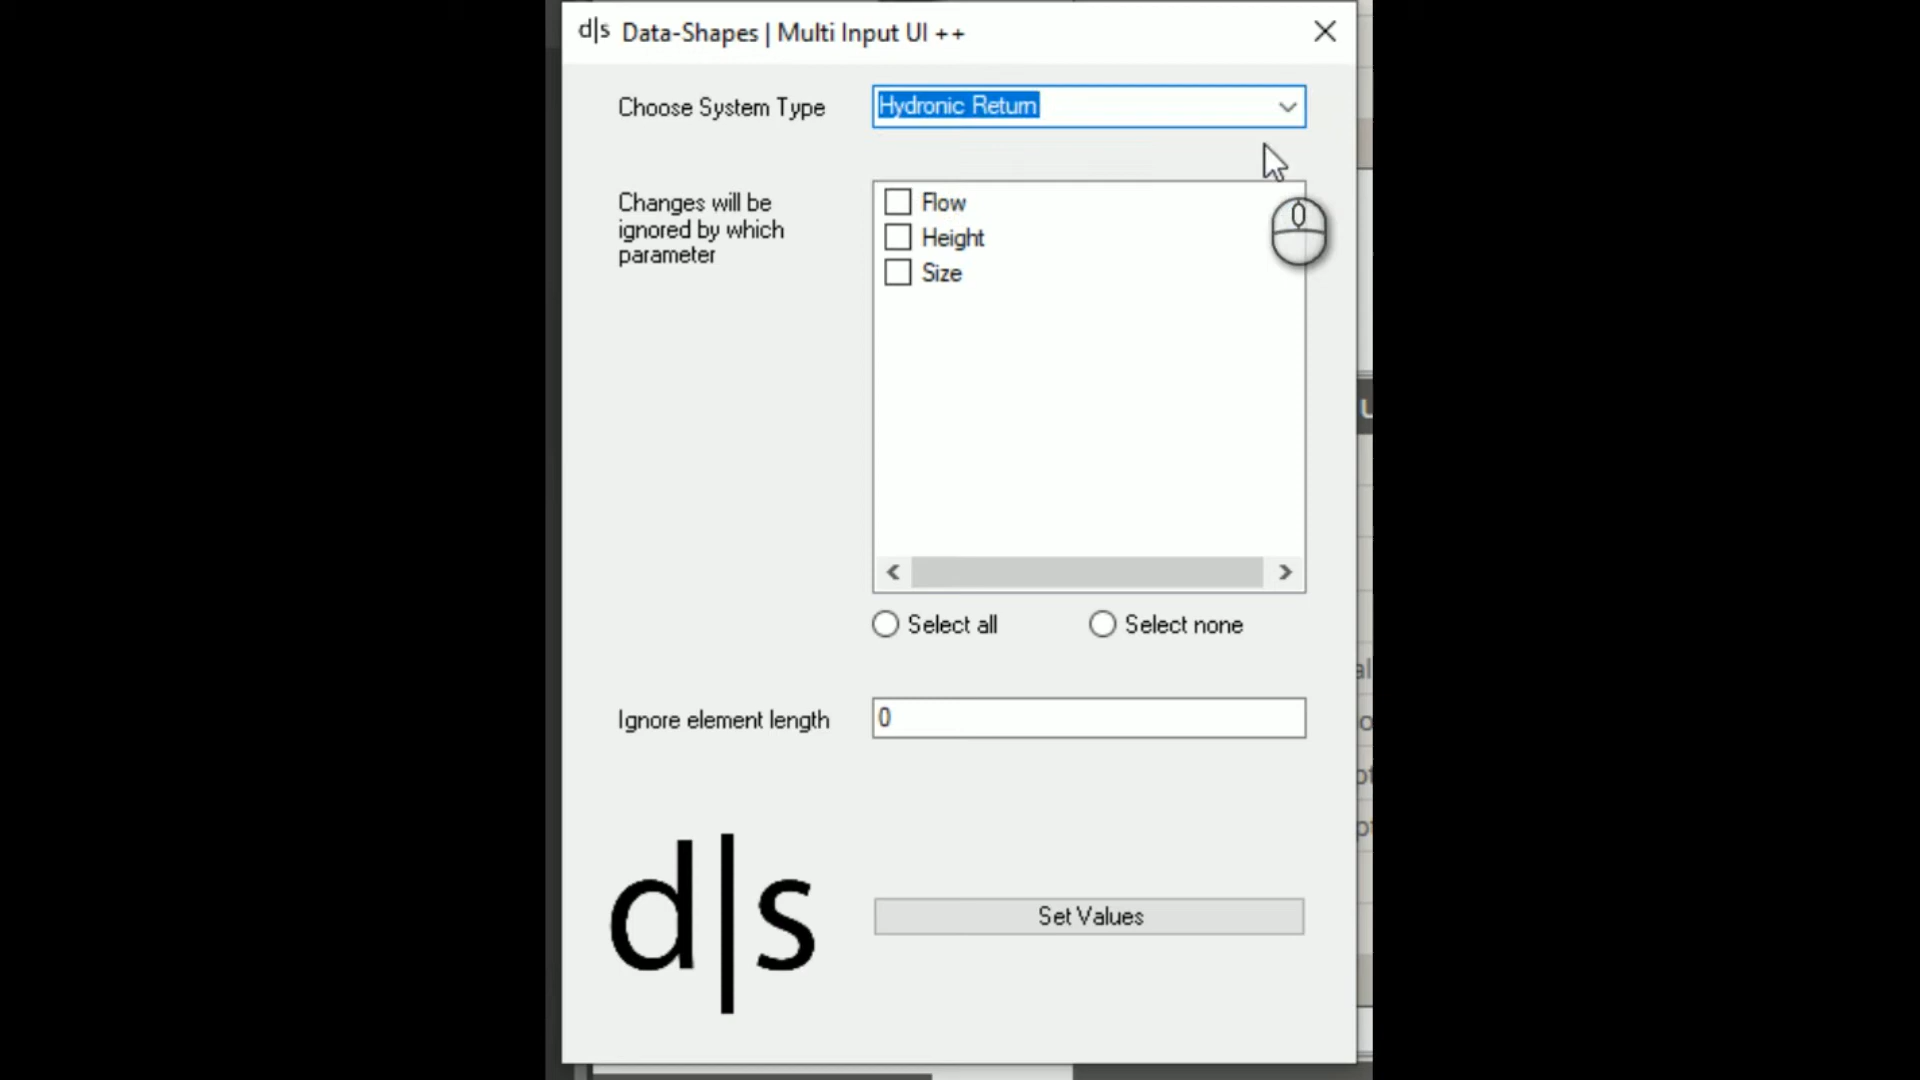 d|s Data-Shapes | Multi Input UI ++
Choose System Type
Hydronic Return
Changes will be
ignored by which
parameter
Flow
Height
Size
Select all
Select none
Ignore element length
0
d|s
Set Values